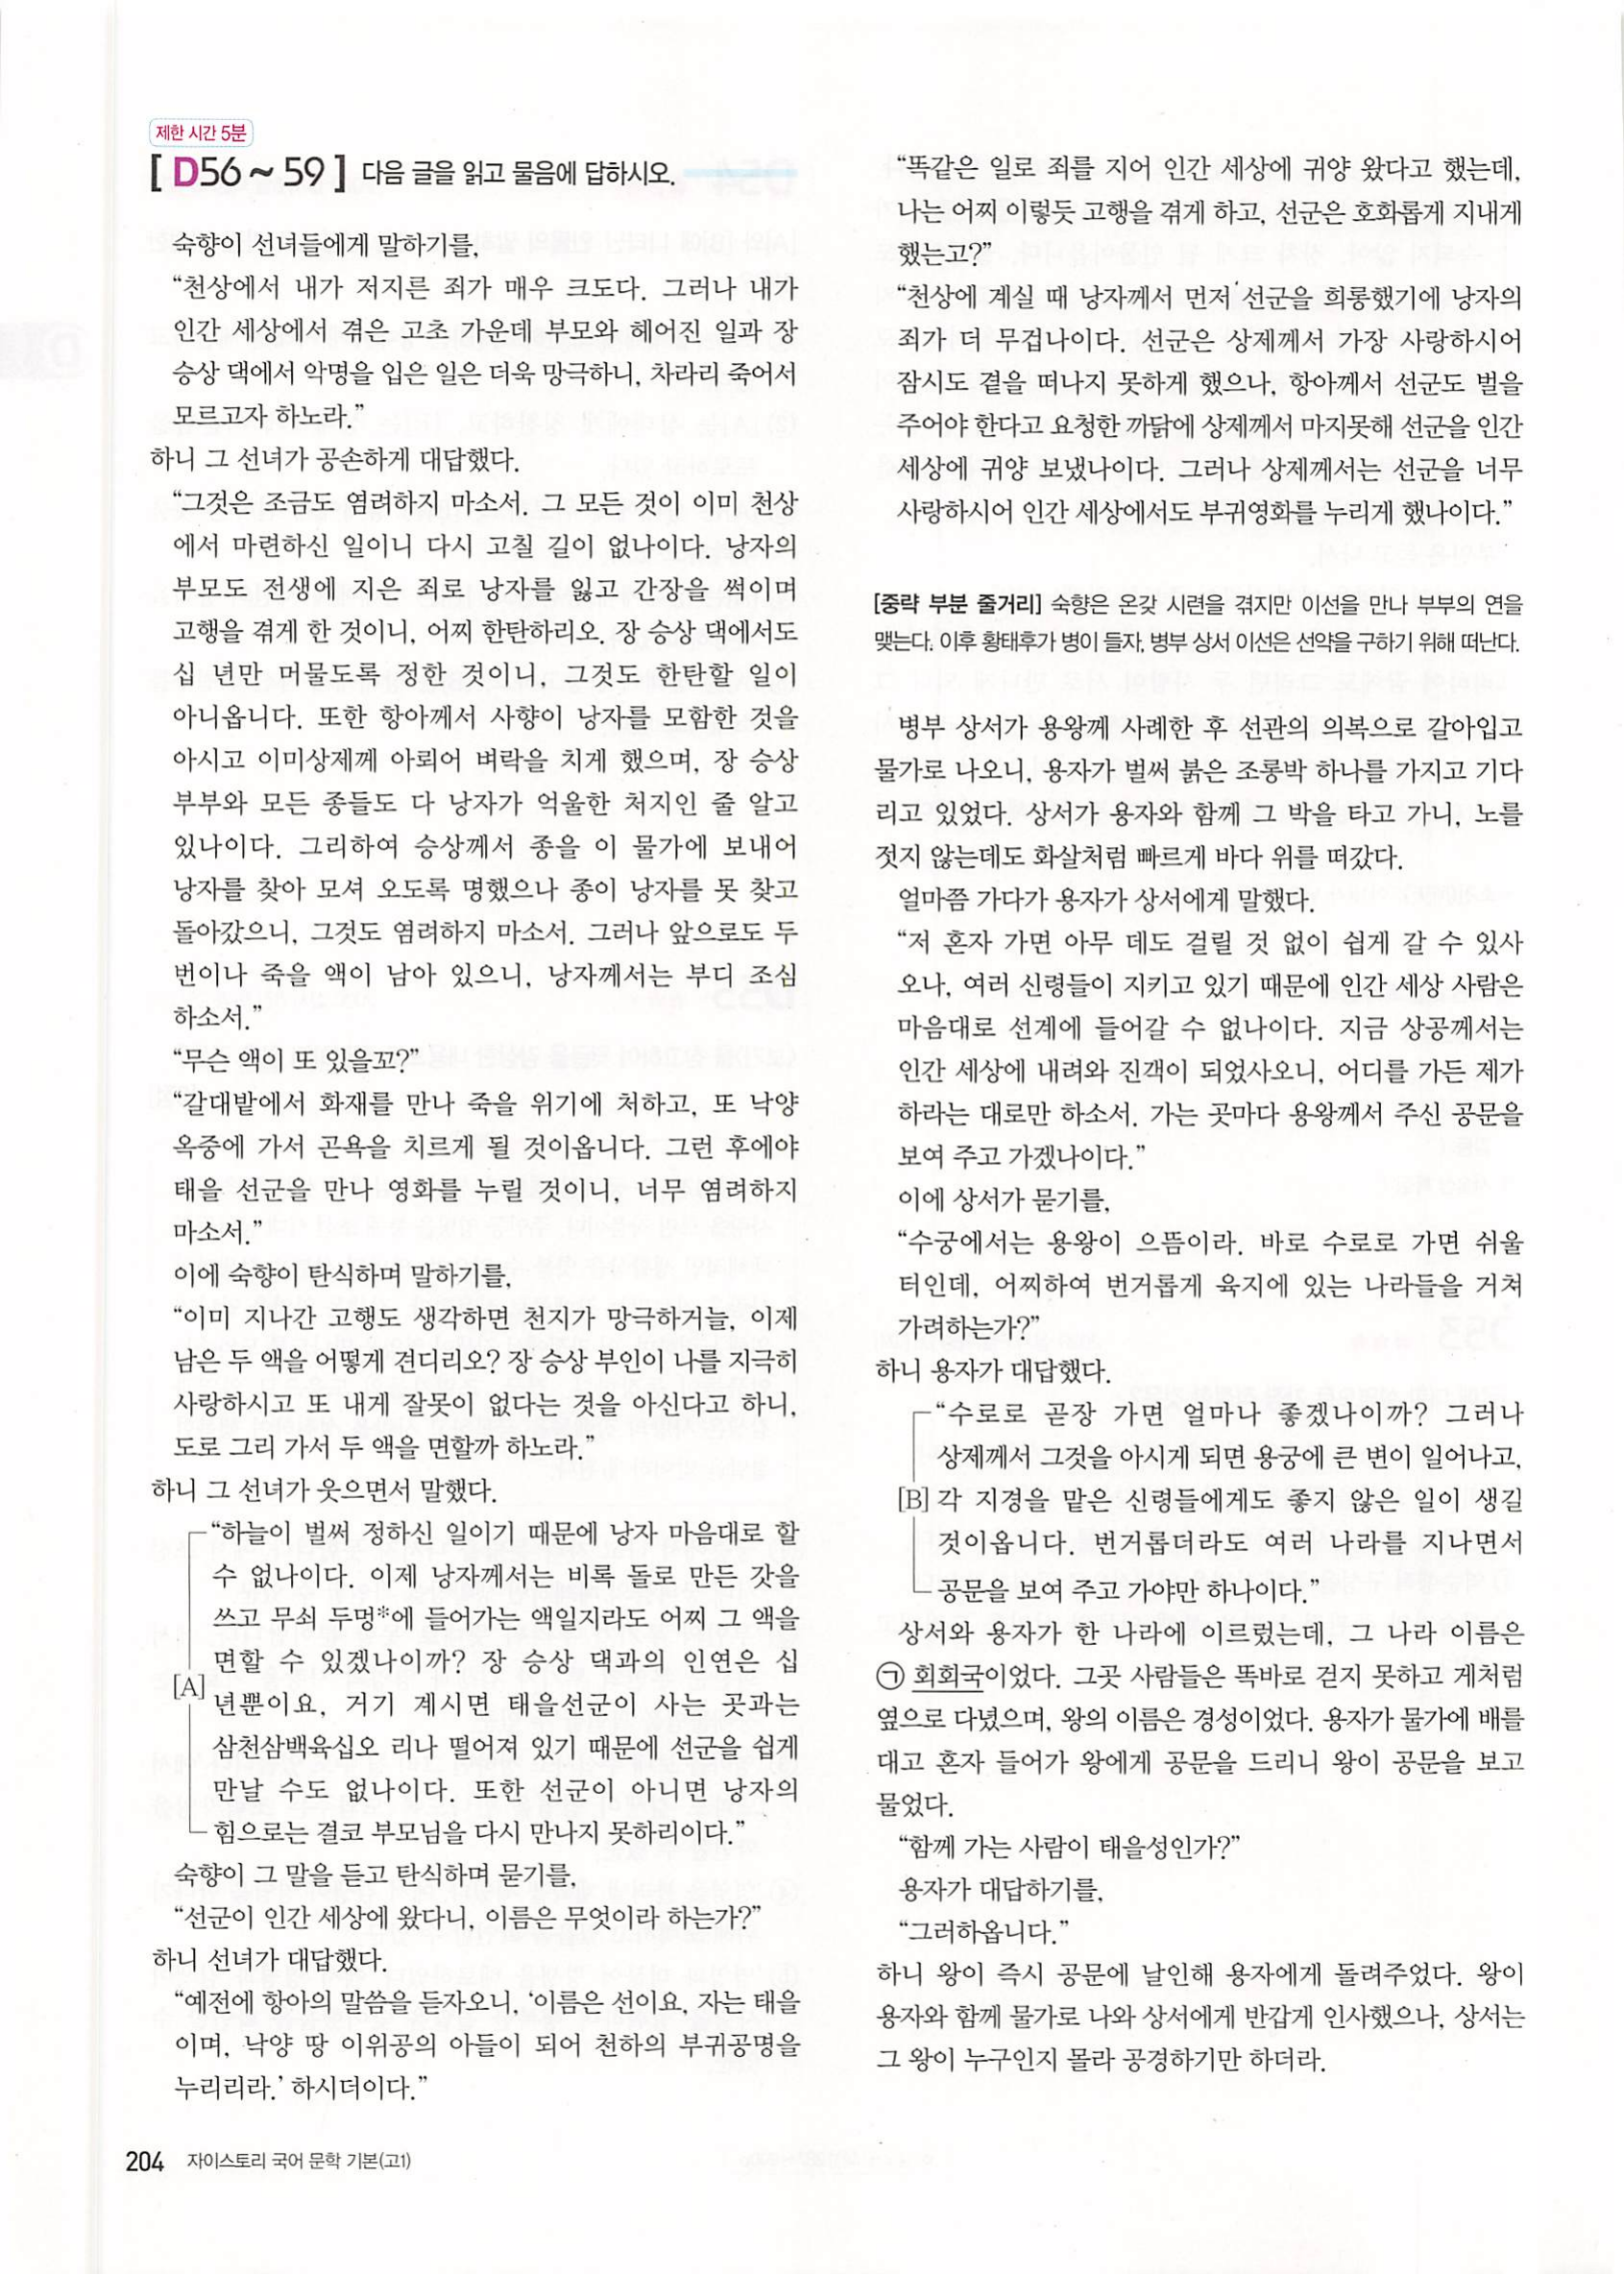 제한 시간 5분
[ D56 ~ 59 ] 다음 글을 읽고 물음에 답하시오.
숙향이 선녀들에게 말하기를,
“천상에서 내가 저지른 죄가 매우 크도다. 그러나 내가
인간 세상에서 겪은 고초 가운데 부모와 헤어진 일과 장
승상 댁에서 악명을 입은 일은 더욱 망극하니, 차라리 죽어서
모르고자 하노라.”
하니 그 선녀가 공손하게 대답했다.
“그것은 조금도 염려하지 마소서. 그 모든 것이 이미 천상
에서 마련하신 일이니 다시 고칠 길이 없나이다. 낭자의
부모도 전생에 지은 죄로 낭자를 잃고 간장을 썩이며
고행을 겪게 한 것이니, 어찌 한탄하리오. 장 승상 댁에서도
십 년만 머물도록 정한 것이니, 그것도 한탄할 일이
아니옵니다. 또한 항아께서 사향이 낭자를 모함한 것을
아시고 이미상제께 아뢰어 벼락을 치게 했으며, 장 승상
부부와 모든 종들도 다 낭자가 억울한 처지인 줄 알고
있나이다. 그리하여 승상께서 종을 이 물가에 보내어
낭자를 찾아 모셔 오도록 명했으나 종이 낭자를 못 찾고
돌아갔으니, 그것도 염려하지 마소서. 그러나 앞으로도 두
번이나 죽을 액이 남아 있으니, 낭자께서는 부디 조심
하소서.”
“무슨 액이 또 있을꼬?”
“갈대밭에서 화재를 만나 죽을 위기에 처하고, 또 낙양
옥중에 가서 곤욕을 치르게 될 것이옵니다. 그런 후에야
태을 선군을 만나 영화를 누릴 것이니, 너무 염려하지
마소서.”
이에 숙향이 탄식하며 말하기를,
“이미 지나간 고행도 생각하면 천지가 망극하거늘, 이제
남은 두 액을 어떻게 견디리오? 장 승상 부인이 나를 지극히
사랑하시고 또 내게 잘못이 없다는 것을 아신다고 하니,
도로 그리 가서 두 액을 면할까 하노라.”
하니 그 선녀가 웃으면서 말했다.
“하늘이 벌써 정하신 일이기 때문에 낭자 마음대로 할
수 없나이다. 이제 낭자께서는 비록 돌로 만든 갓을
쓰고 무쇠 두멍*에 들어가는 액일지라도 어찌 그 액을
면할 수 있겠나이까? 장 승상 댁과의 인연은 십
[A] 년뿐이요, 거기 계시면 태을선군이 사는 곳과는
삼천삼백육십오 리나 떨어져 있기 때문에 선군을 쉽게
만날 수도 없나이다. 또한 선군이 아니면 낭자의
힘으로는 결코 부모님을 다시 만나지 못하리이다.”
숙향이 그 말을 듣고 탄식하며 묻기를,
“선군이 인간 세상에 왔다니, 이름은 무엇이라 하는가?”
하니 선녀가 대답했다.
“예전에 항아의 말씀을 듣자오니, ‘이름은 선이요, 자는 태을
이며, 낙양 땅 이위공의 아들이 되어 천하의 부귀공명을
누리리라.’ 하시더이다.”
“똑같은 일로 죄를 지어 인간 세상에 귀양 왔다고 했는데,
나는 어찌 이렇듯 고행을 겪게 하고, 선군은 호화롭게 지내게
했는고?”
“천상에 계실 때 낭자께서 먼저 선군을 희롱했기에 낭자의
죄가 더 무겁나이다. 선군은 상제께서 가장 사랑하시어
잠시도 곁을 떠나지 못하게 했으나, 항아께서 선군도 벌을
주어야 한다고 요청한 까닭에 상제께서 마지못해 선군을 인간
세상에 귀양 보냈나이다. 그러나 상제께서는 선군을 너무
사랑하시어 인간 세상에서도 부귀영화를 누리게 했나이다.”
[중략 부분 줄거리] 숙향은 온갖 시련을 겪지만 이선을 만나 부부의 연을
맺는다. 이후 황태후가 병이 들자, 병부 상서 이선은 선약을 구하기 위해 떠난다.
병부 상서가 용왕께 사례한 후 선관의 의복으로 갈아입고
물가로 나오니, 용자가 벌써 붉은 조롱박 하나를 가지고 기다
리고 있었다. 상서가 용자와 함께 그 박을 타고 가니, 노를
젓지 않는데도 화살처럼 빠르게 바다 위를 떠갔다.
얼마쯤 가다가 용자가 상서에게 말했다.
“저 혼자 가면 아무 데도 걸릴 것 없이 쉽게 갈 수 있사
오나, 여러 신령들이 지키고 있기 때문에 인간 세상 사람은
마음대로 선계에 들어갈 수 없나이다. 지금 상공께서는
인간 세상에 내려와 진객이 되었사오니, 어디를 가든 제가
하라는 대로만 하소서. 가는 곳마다 용왕께서 주신 공문을
보여 주고 가겠나이다.”
이에 상서가 묻기를,
“수궁에서는 용왕이 으뜸이라. 바로 수로로 가면 쉬울
터인데, 어찌하여 번거롭게 육지에 있는 나라들을 거쳐
가려하는가?”
하니 용자가 대답했다.
“수로로 곧장 가면 얼마나 좋겠나이까? 그러나
상제께서 그것을 아시게 되면 용궁에 큰 변이 일어나고,
[B] 각 지경을 맡은 신령들에게도 좋지 않은 일이 생길
것이옵니다. 번거롭더라도 여러 나라를 지나면서
공문을 보여 주고 가야만 하나이다.”
상서와 용자가 한 나라에 이르렀는데, 그 나라 이름은
㉠ 회회국이었다. 그곳 사람들은 똑바로 걷지 못하고 게처럼
옆으로 다녔으며, 왕의 이름은 경성이었다. 용자가 물가에 배를
대고 혼자 들어가 왕에게 공문을 드리니 왕이 공문을 보고
물었다.
“함께 가는 사람이 태을성인가?”
용자가 대답하기를,
“그러하옵니다.”
하니 왕이 즉시 공문에 날인해 용자에게 돌려주었다. 왕이
용자와 함께 물가로 나와 상서에게 반갑게 인사했으나, 상서는
그 왕이 누구인지 몰라 공경하기만 하더라.
204 자이스토리 국어 문학 기본(고1)